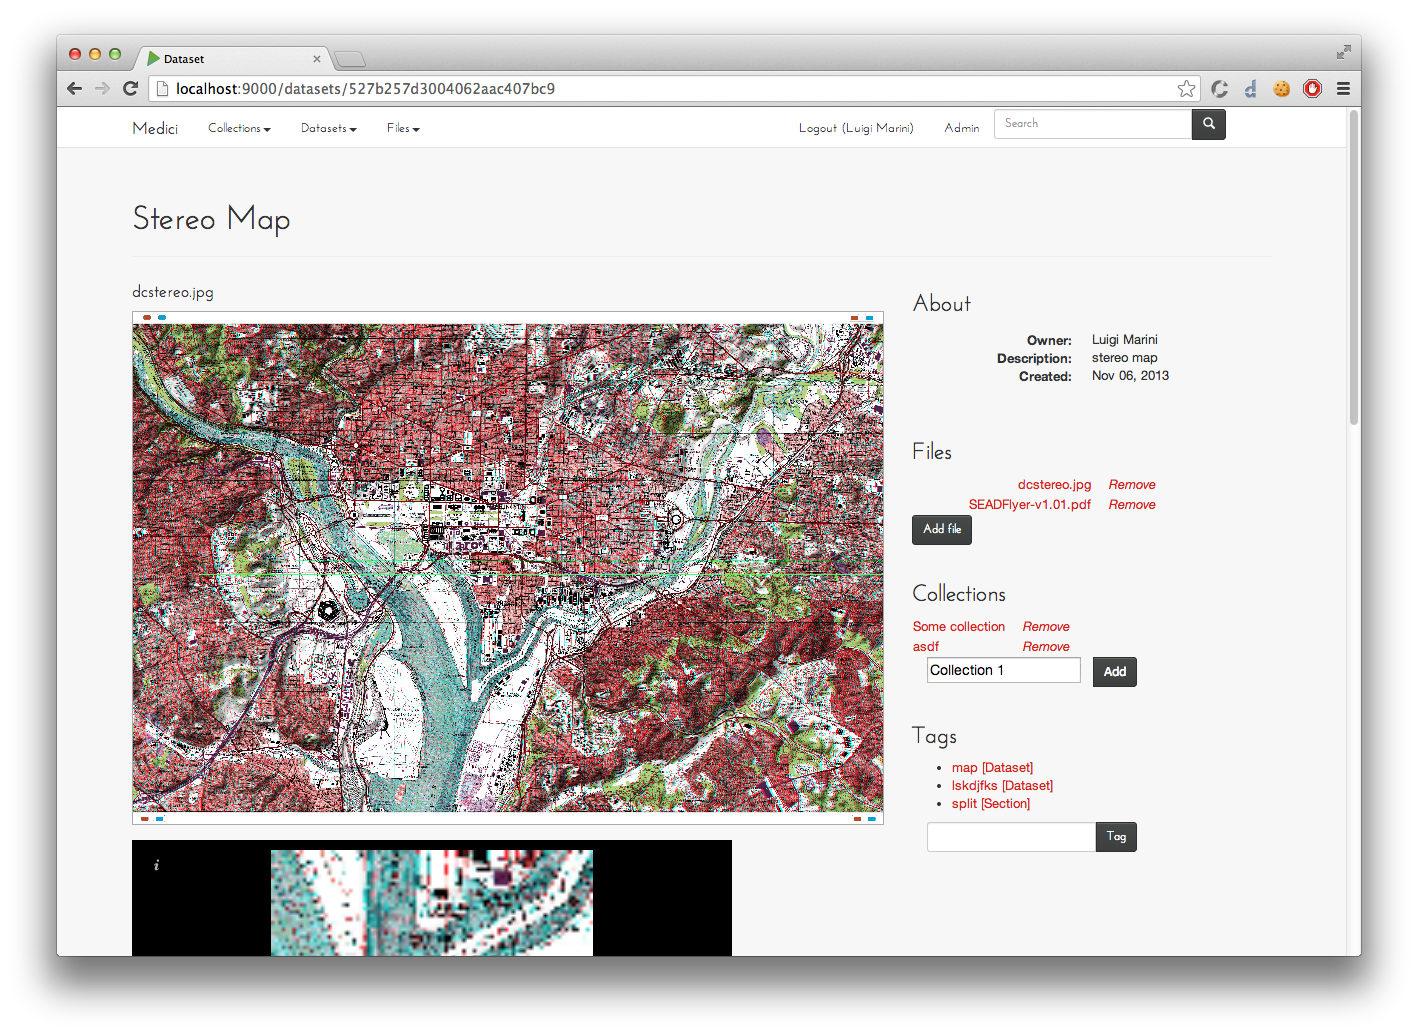 Dataset
localhost:9000/datasets/527b257d3004062aac407bc9
Medici Collections Datasets Files Logout (Luigi Marini) Admin Search
Stereo Map
dcstereo.jpg
About
Owner: Luigi Marini
Description: stereo map
Created: Nov 06, 2013
Files
dcstereo.jpg Remove
SEADFlyer-v1.01.pdf Remove
Add file
Collections
Some collection Remove
asdf Remove
Collection 1 Add
Tags
map [Dataset]
lskdjfks [Dataset]
split [Section]
Tag
i